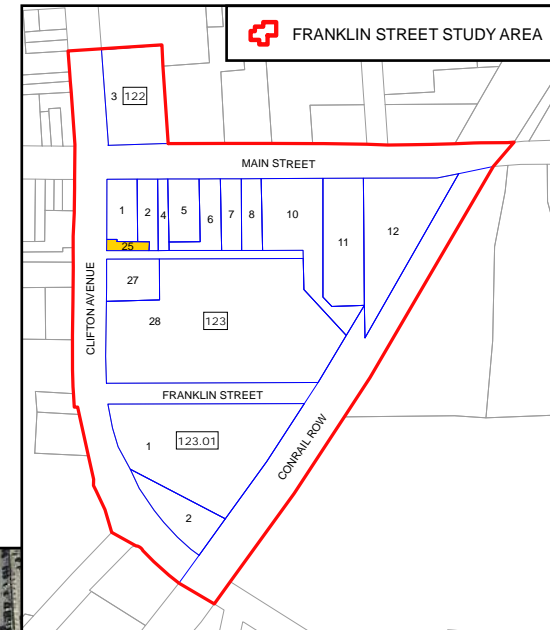 FRANKLIN STREET STUDY AREA
3 122
MAIN STREET
1 2 4 5 6 7 8 10 11 12
25
27
CLIFTON AVENUE
28 123
FRANKLIN STREET
1 123.01
CONRAIL ROW
2